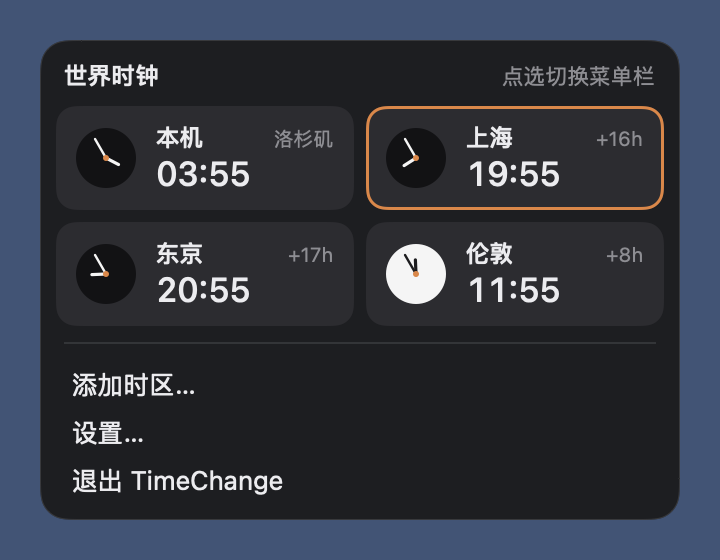 世界时钟 点选切换菜单栏
本机 洛杉矶
03:55
上海 +16h
19:55
东京 +17h
20:55
伦敦 +8h
11:55
添加时区...
设置...
退出 TimeChange